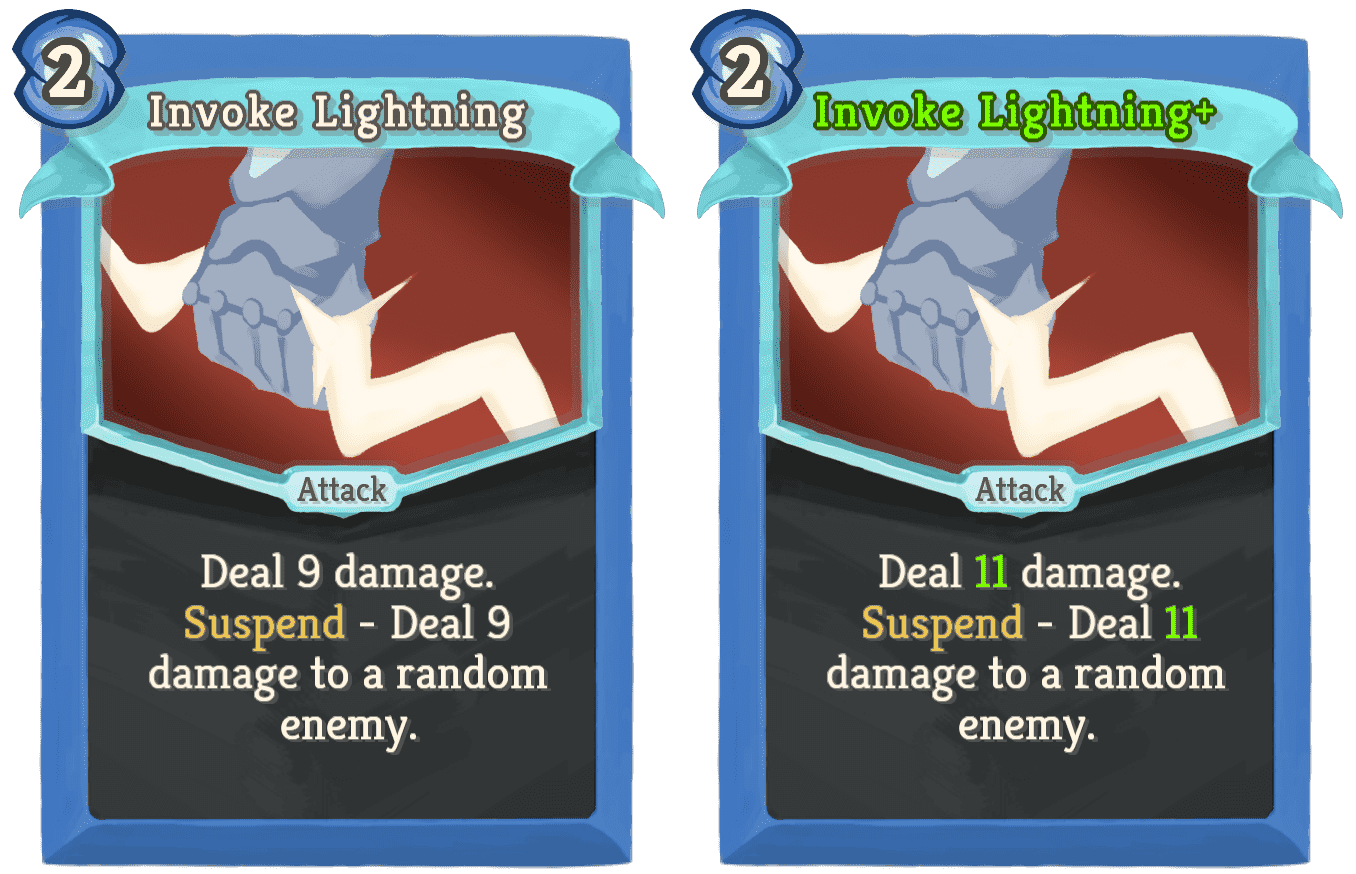 2
Invoke Lightning
Attack
Deal 9 damage.
Suspend - Deal 9
damage to a random
enemy.
2
Invoke Lightning+
Attack
Deal 11 damage.
Suspend - Deal 11
damage to a random
enemy.